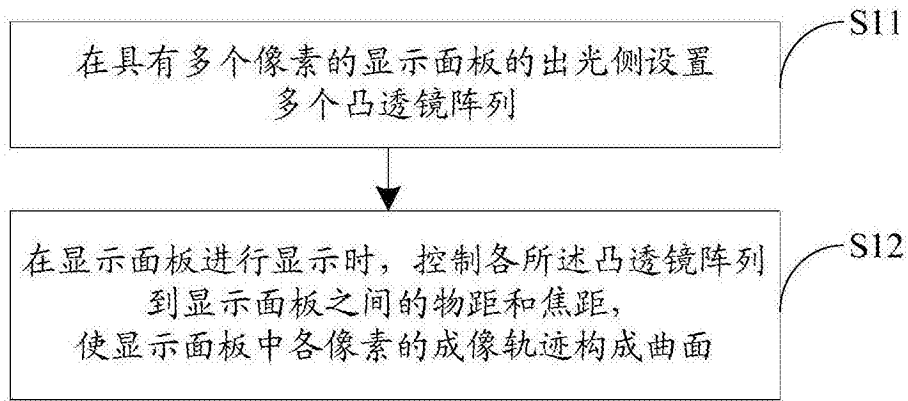 S11
在具有多个像素的显示面板的出光侧设置
多个凸透镜阵列
S12
在显示面板进行显示时，控制各所述凸透镜阵列
到显示面板之间的物距和焦距，
使显示面板中各像素的成像轨迹构成曲面